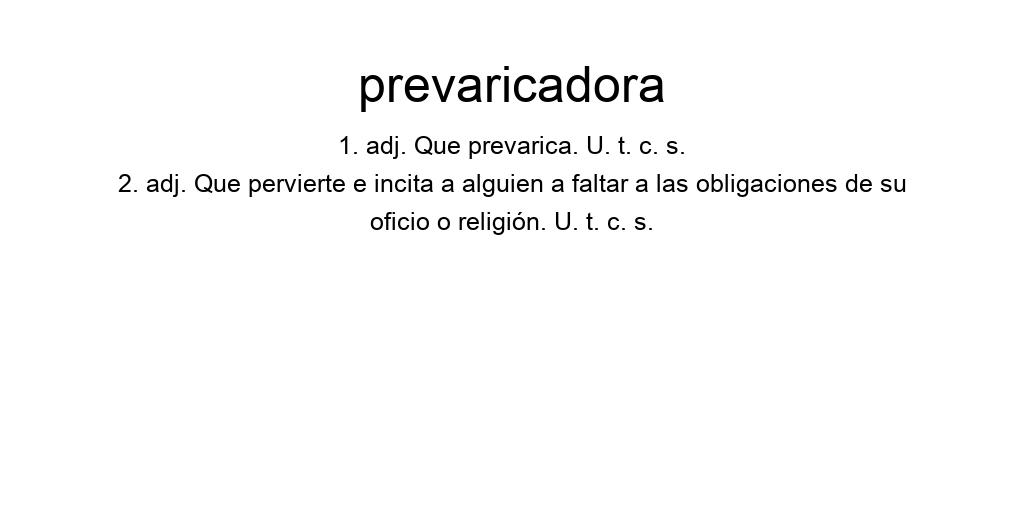 prevaricadora
1. adj. Que prevarica. U. t. c. s.
2. adj. Que pervierte e incita a alguien a faltar a las obligaciones de su
oficio o religión. U. t. c. s.